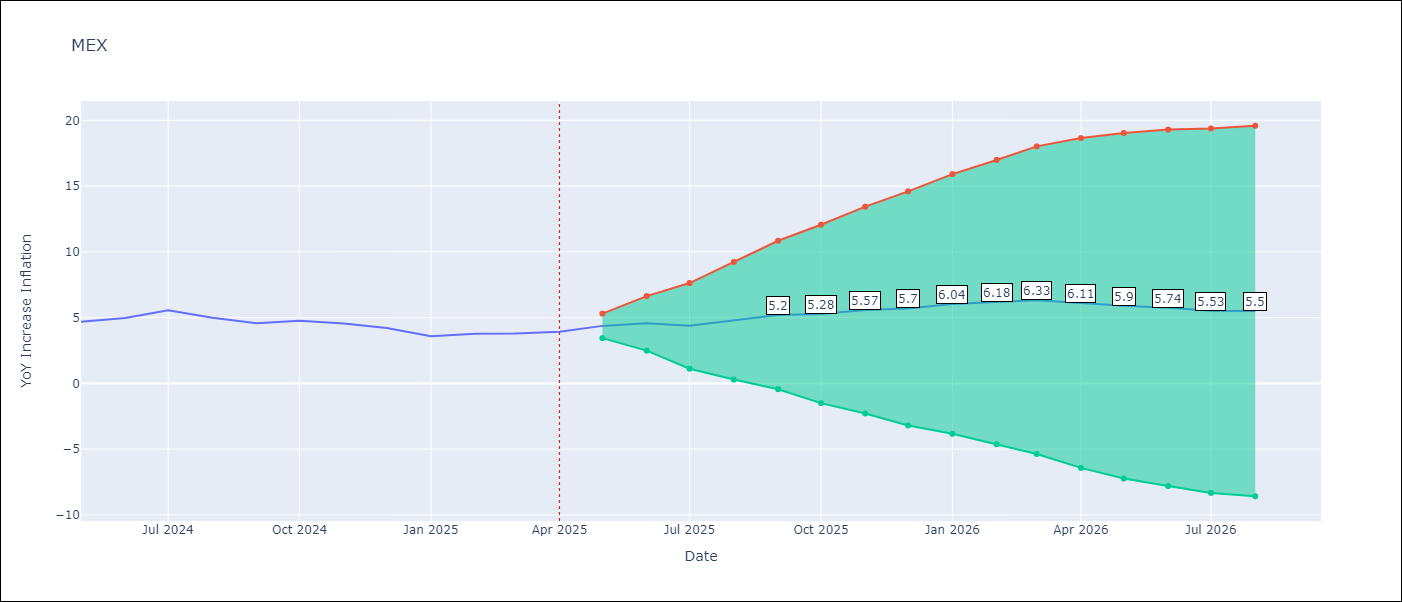 MEX
YoY Increase Inflation
20
15
10
5
0
−5
−10
5.2
5.28
5.57
5.7
6.04
6.18
6.33
6.11
5.9
5.74
5.53
5.5
Jul 2024
Oct 2024
Jan 2025
Apr 2025
Jul 2025
Oct 2025
Jan 2026
Apr 2026
Jul 2026
Date